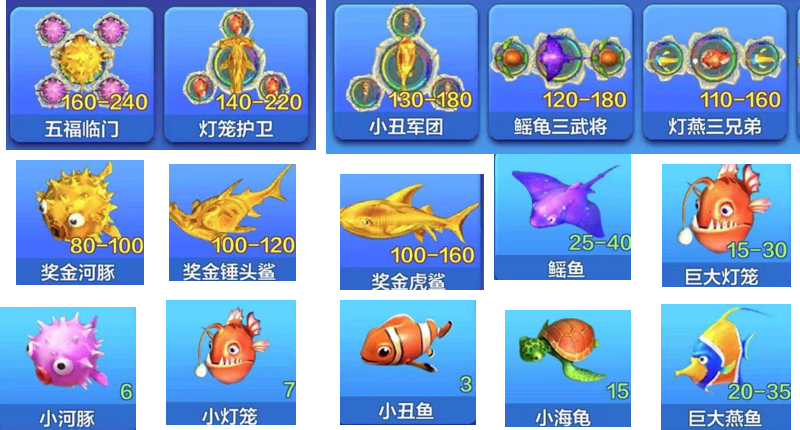 160-240
五福临门
140-220
灯笼护卫
130-180
小丑军团
120-180
鳐龟三武将
110-160
灯燕三兄弟
80-100
奖金河豚
100-120
奖金锤头鲨
100-160
奖金虎鲨
25-40
鳐鱼
15-30
巨大灯笼
6
小河豚
7
小灯笼
3
小丑鱼
15
小海龟
20-35
巨大燕鱼